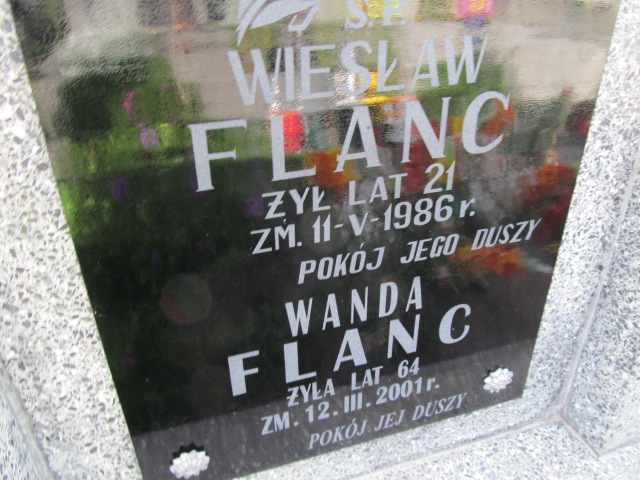 Ś.P.
WIESŁAW
FLANC
ŻYŁ LAT 21
ZM. 11-V-1986 r.
POKÓJ JEGO DUSZY
WANDA
FLANC
ŻYŁA LAT 64
ZM. 12. III. 2001 r.
POKÓJ JEJ DUSZY